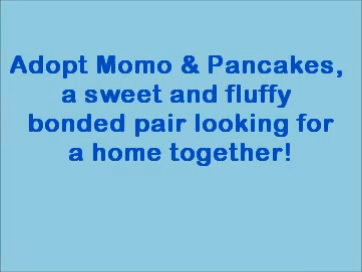 Adopt Momo & Pancakes,
a sweet and fluffy
bonded pair looking for
a home together!